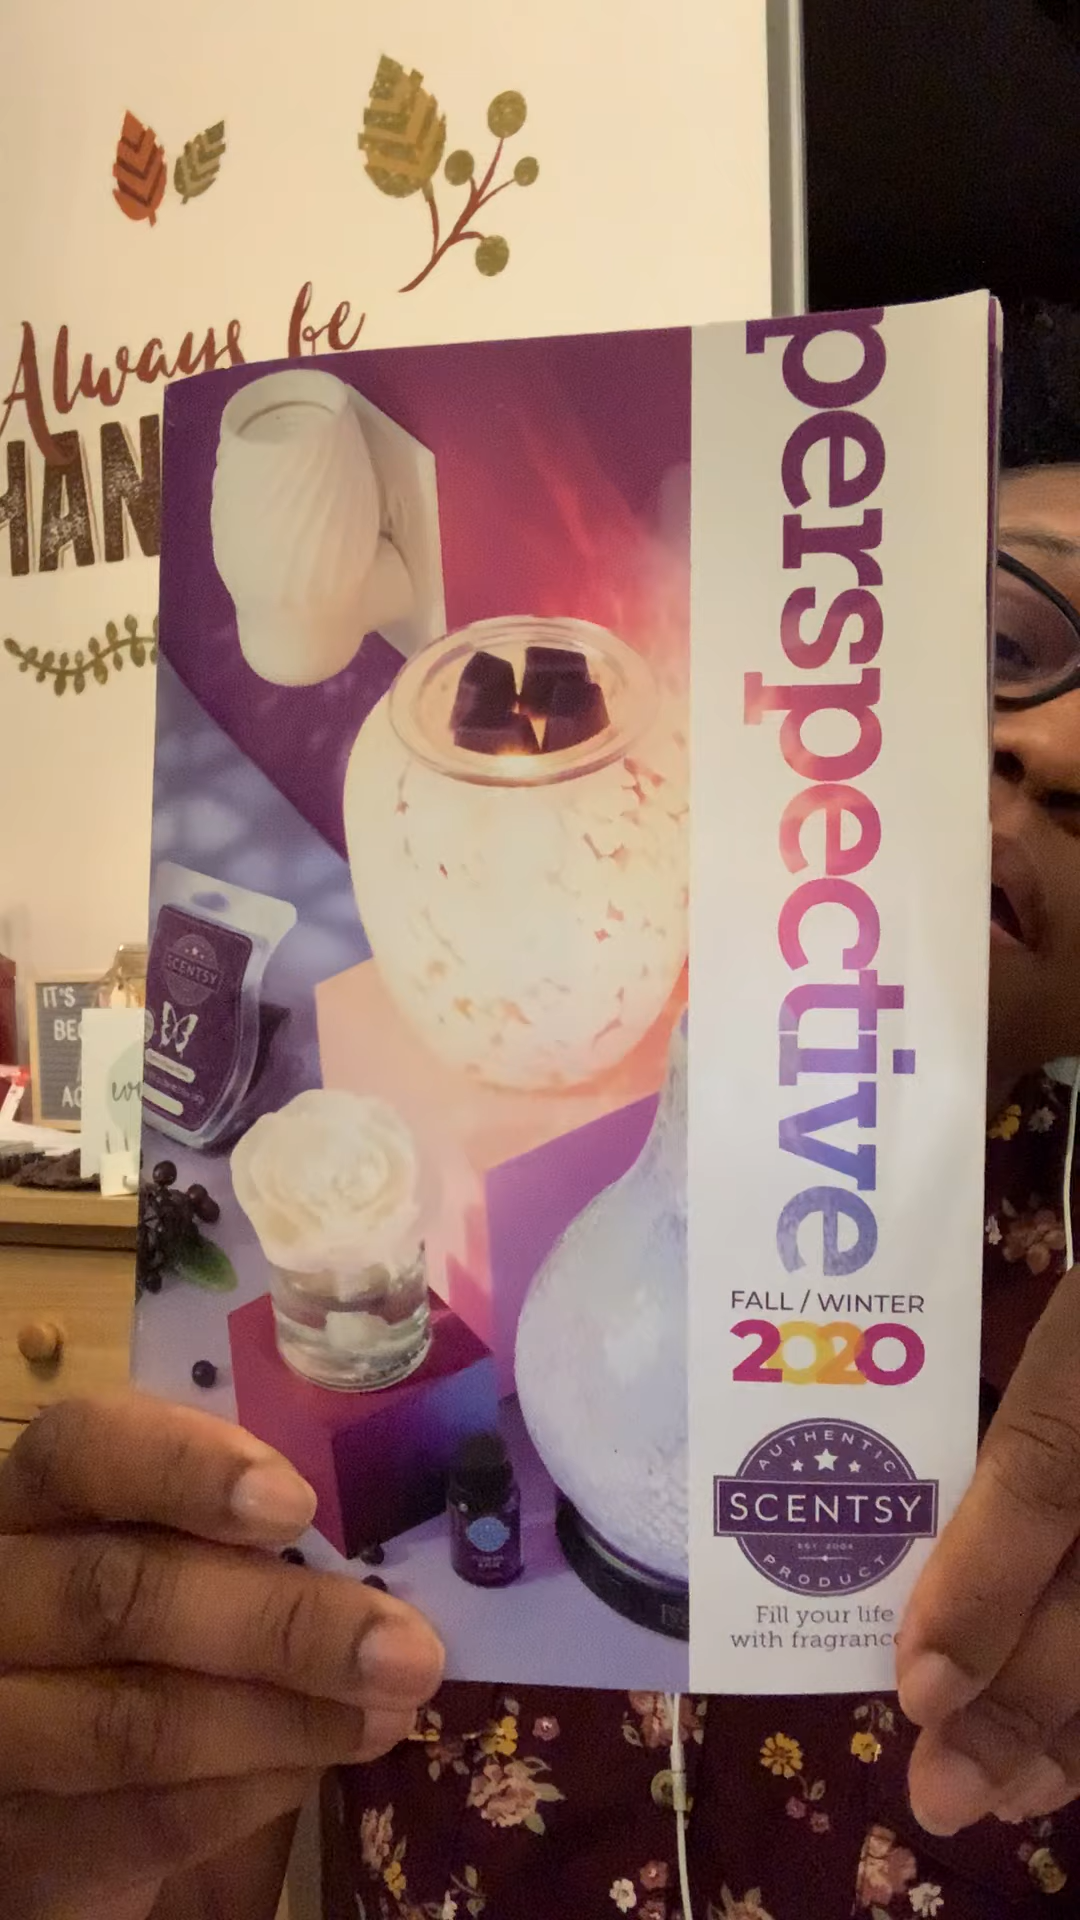 Always be
HAN
perspective
SCENTSY
IT'S
BE
AC
FALL / WINTER
2020
AUTHENTIC
SCENTSY
EST. 2004
PRODUCT
Fill your life
with fragrance